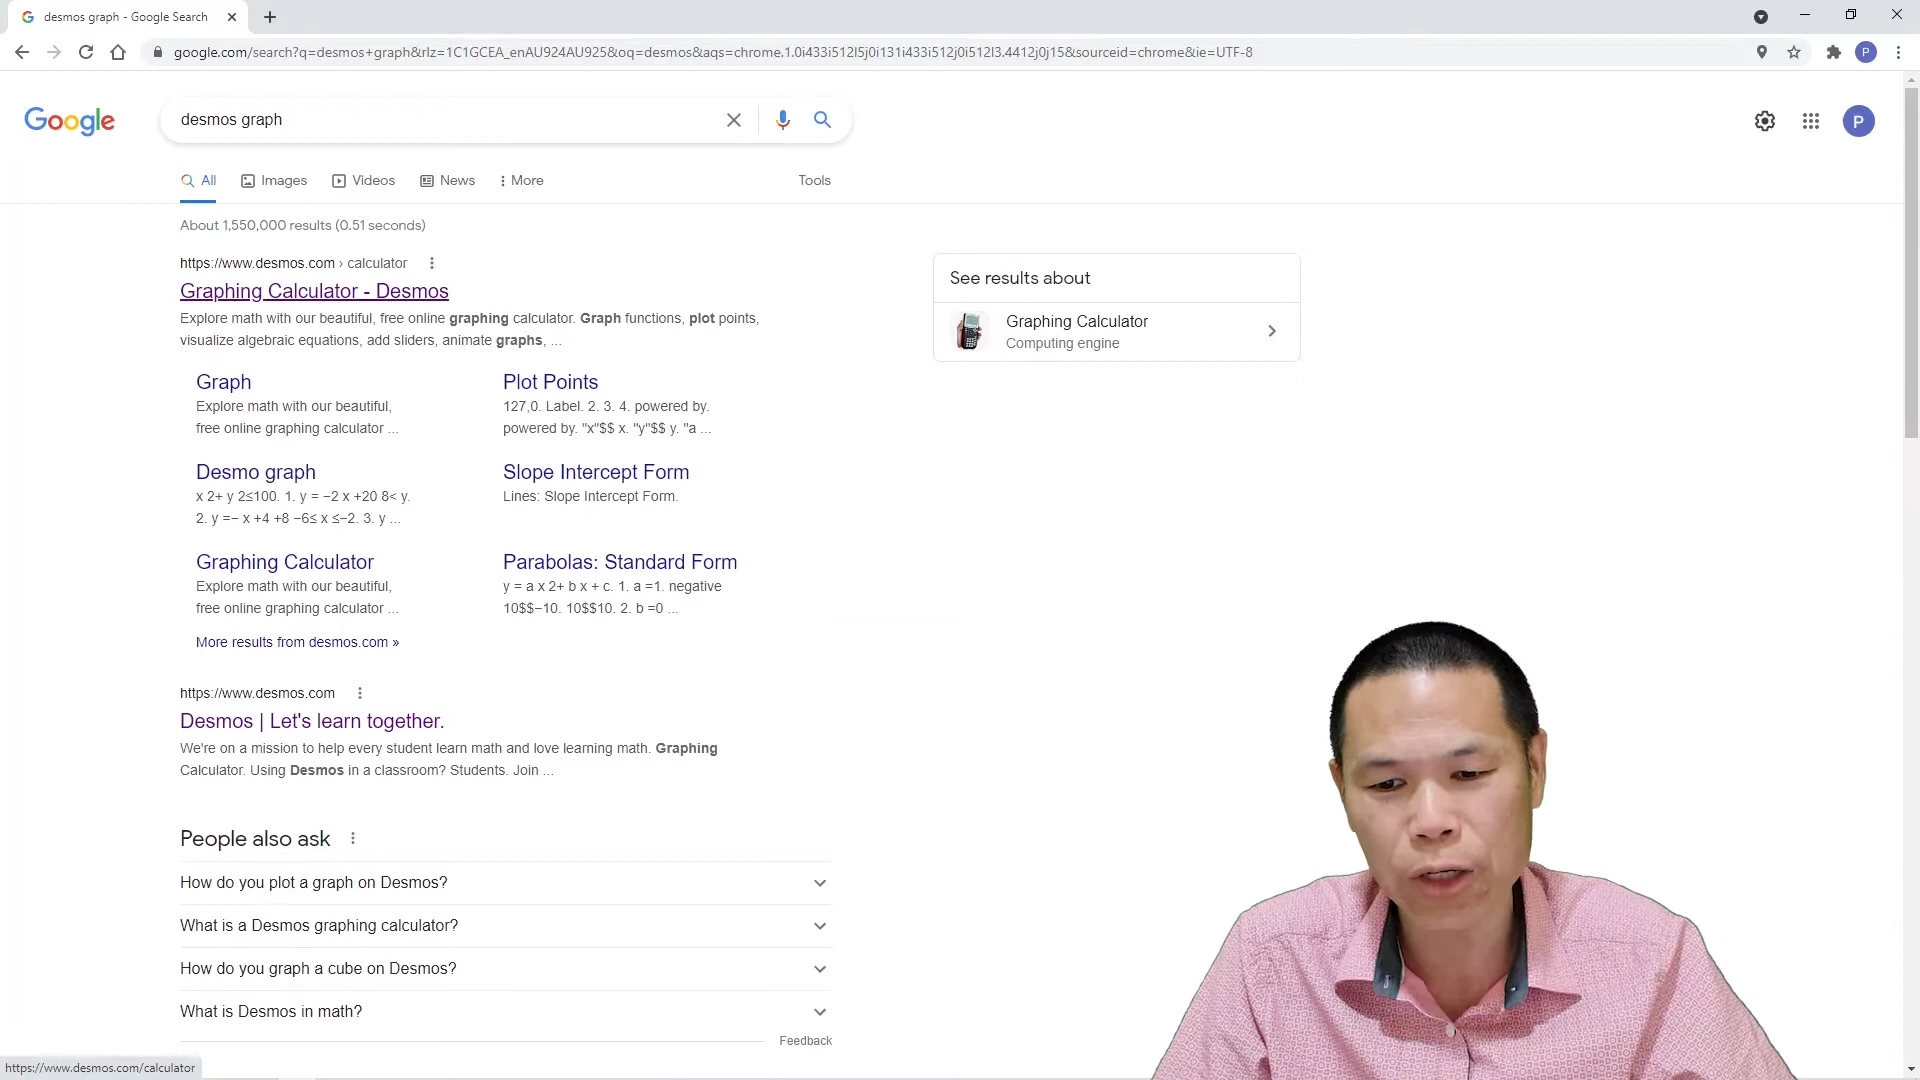 desmos graph - Google Search
google.com/search?q=desmos+graph&rlz=1C1GCEA_enAU924AU925&oq=desmos&aqs=chrome.1.0i433i512l5j0i131i433i512j0i512l3.4412j0j15&sourceid=chrome&ie=UTF-8
P
Google
desmos graph
P
All
Images
Videos
News
More
Tools
About 1,550,000 results (0.51 seconds)
https://www.desmos.com › calculator
Graphing Calculator - Desmos
Explore math with our beautiful, free online graphing calculator. Graph functions, plot points,
visualize algebraic equations, add sliders, animate graphs, ...
Graph
Explore math with our beautiful,
free online graphing calculator ...
Plot Points
127,0. Label. 2. 3. 4. powered by.
powered by. "x"$$ x. "y"$$ y. "a ...
Desmo graph
x 2+ y 2≤100. 1. y = −2 x +20 8< y.
2. y =− x +4 +8 −6≤ x ≤−2. 3. y ...
Slope Intercept Form
Lines: Slope Intercept Form.
Graphing Calculator
Explore math with our beautiful,
free online graphing calculator ...
Parabolas: Standard Form
y = a x 2+ b x + c. 1. a =1. negative
10$$−10. 10$$10. 2. b =0 ...
More results from desmos.com »
https://www.desmos.com
Desmos | Let's learn together.
We're on a mission to help every student learn math and love learning math. Graphing
Calculator. Using Desmos in a classroom? Students. Join ...
People also ask
How do you plot a graph on Desmos?
What is a Desmos graphing calculator?
How do you graph a cube on Desmos?
What is Desmos in math?
Feedback
See results about
Graphing Calculator
Computing engine
https://www.desmos.com/calculator